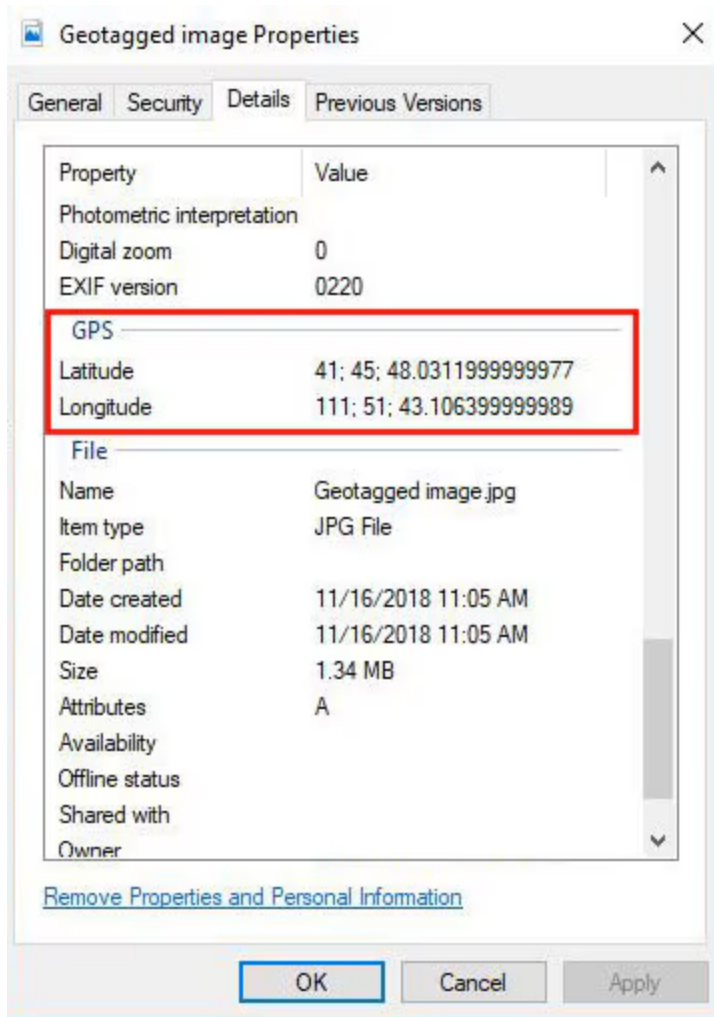 Geotagged image Properties
General Security Details Previous Versions
Property Value
Photometric interpretation
Digital zoom 0
EXIF version 0220
GPS
Latitude 41; 45; 48.0311999999977
Longitude 111; 51; 43.106399999989
File
Name Geotagged image.jpg
Item type JPG File
Folder path
Date created 11/16/2018 11:05 AM
Date modified 11/16/2018 11:05 AM
Size 1.34 MB
Attributes A
Availability
Offline status
Shared with
Owner
Remove Properties and Personal Information
OK Cancel Apply